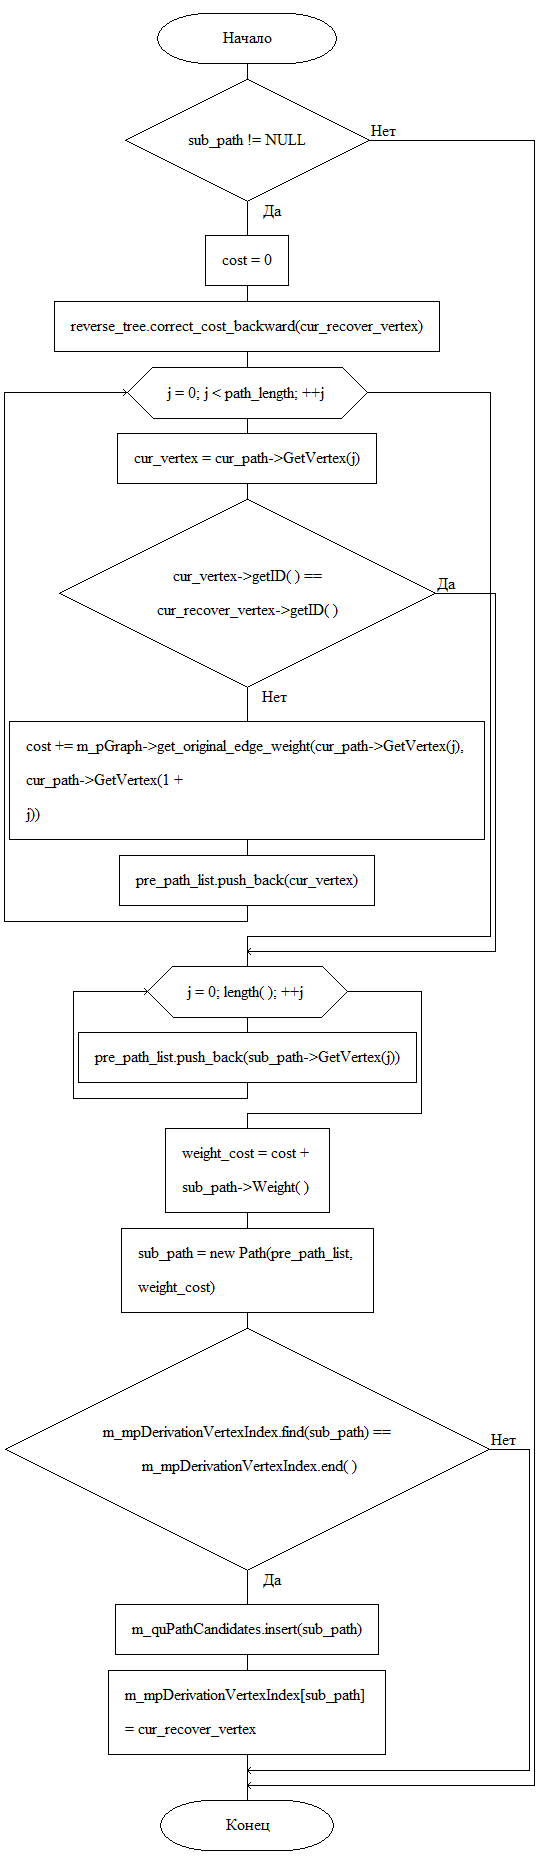 Начало
sub_path != NULL
Нет
Да
cost = 0
reverse_tree.correct_cost_backward(cur_recover_vertex)
j = 0; j < path_length; ++j
cur_vertex = cur_path->GetVertex(j)
cur_vertex->getID( ) ==
cur_recover_vertex->getID( )
Да
Нет
cost += m_pGraph->get_original_edge_weight(cur_path->GetVertex(j),
cur_path->GetVertex(1 +
j))
pre_path_list.push_back(cur_vertex)
j = 0; length( ); ++j
pre_path_list.push_back(sub_path->GetVertex(j))
weight_cost = cost +
sub_path->Weight( )
sub_path = new Path(pre_path_list,
weight_cost)
m_mpDerivationVertexIndex.find(sub_path) ==
m_mpDerivationVertexIndex.end( )
Нет
Да
m_quPathCandidates.insert(sub_path)
m_mpDerivationVertexIndex[sub_path]
= cur_recover_vertex
Конец